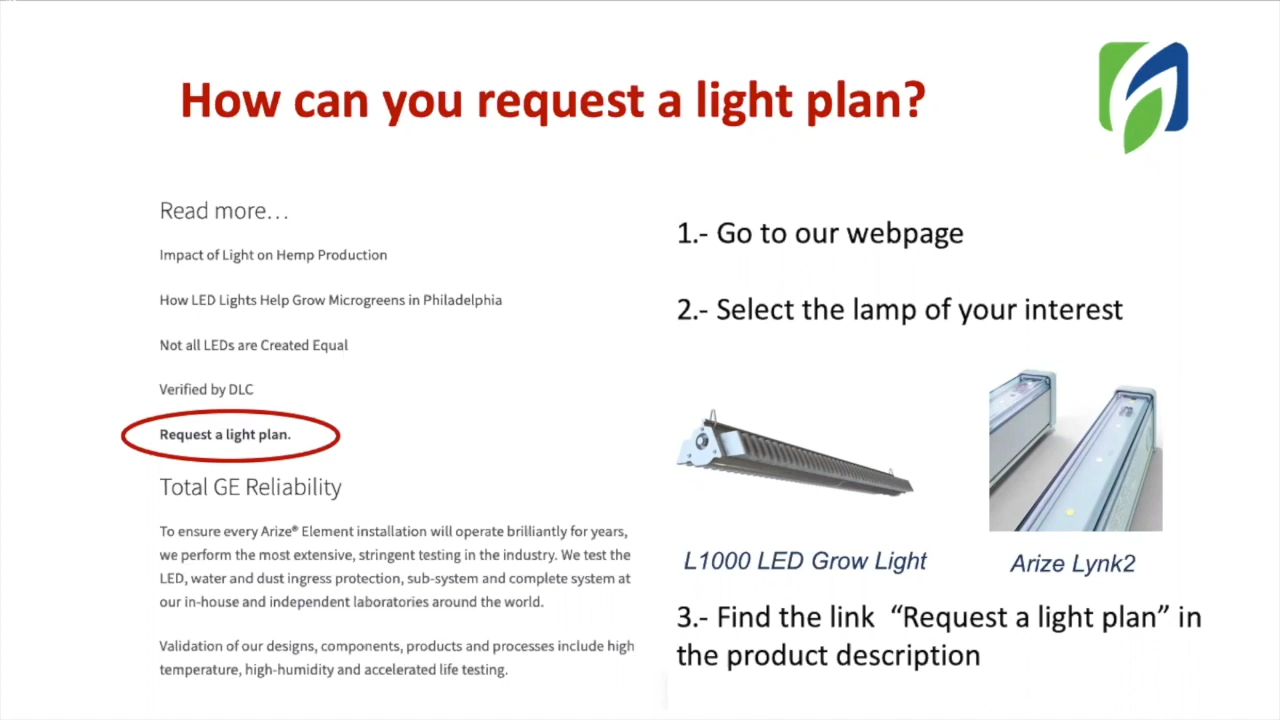 How can you request a light plan?
Read more…
Impact of Light on Hemp Production
How LED Lights Help Grow Microgreens in Philadelphia
Not all LEDs are Created Equal
Verified by DLC
Request a light plan.
Total GE Reliability
To ensure every Arize® Element installation will operate brilliantly for years,
we perform the most extensive, stringent testing in the industry. We test the
LED, water and dust ingress protection, sub-system and complete system at
our in-house and independent laboratories around the world.
Validation of our designs, components, products and processes include high
temperature, high-humidity and accelerated life testing.
1.- Go to our webpage
2.- Select the lamp of your interest
L1000 LED Grow Light
Arize Lynk2
3.- Find the link “Request a light plan” in
the product description